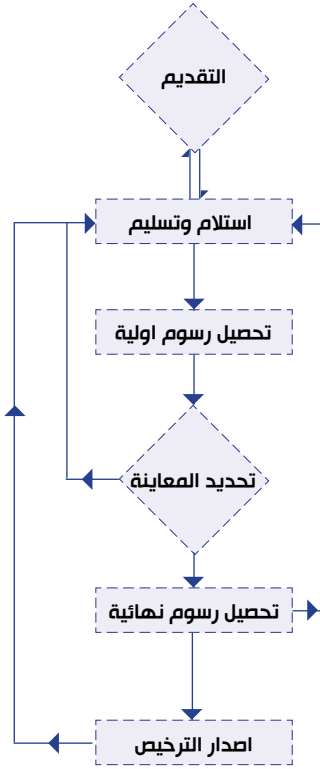 التقديم
استلام وتسليم
تحصيل رسوم اولية
تحديد المعاينة
تحصيل رسوم نهائية
اصدار الترخيص